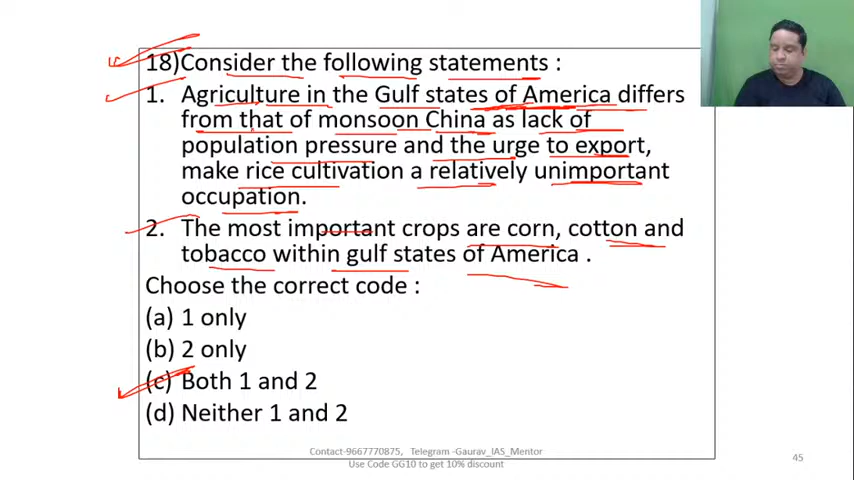 18)Consider the following statements :
1. Agriculture in the Gulf states of America differs
from that of monsoon China as lack of
population pressure and the urge to export,
make rice cultivation a relatively unimportant
occupation.
2. The most important crops are corn, cotton and
tobacco within gulf states of America .
Choose the correct code :
(a) 1 only
(b) 2 only
(c) Both 1 and 2
(d) Neither 1 and 2
Contact-9667770875, Telegram -Gaurav_IAS_Mentor
Use Code GG10 to get 10% discount
45